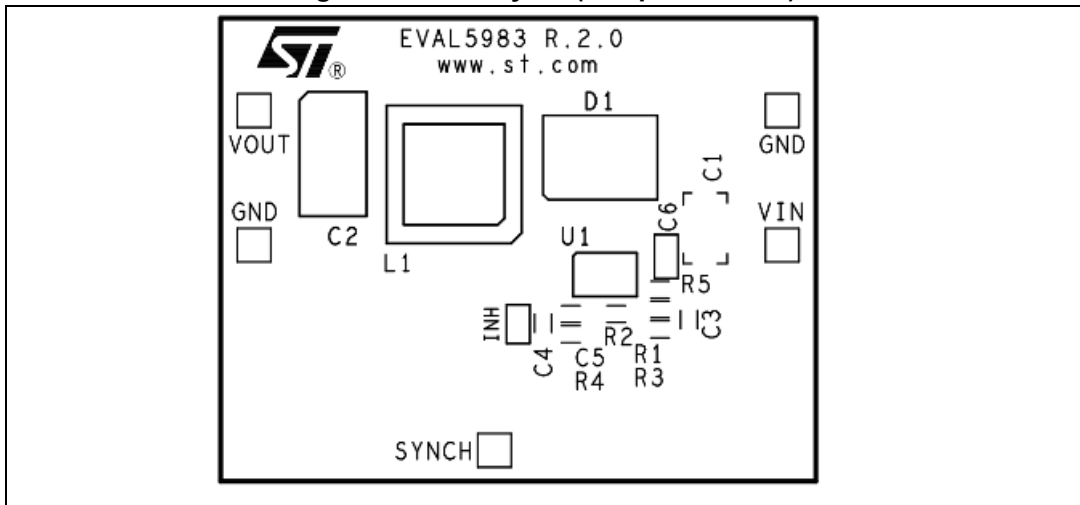 EVAL5983 R.2.0
www.st.com
ST®
D1
VOUT
GND
C1
GND
C6
VIN
C2
U1
L1
R5
INH
C3
R2
C4
C5
R1
R4
R3
SYNCH